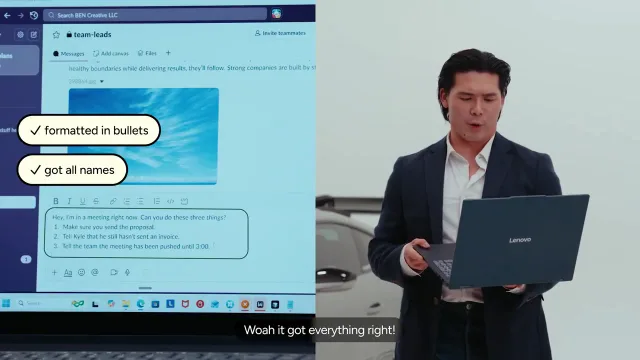 Search BEN Creative LLC
team-leads
Invite teammates
Messages
Add canvas
Files
+
healthy boundaries while delivering results, they'll follow. Strong companies are built by
✓ formatted in bullets
✓ got all names
B I U
Hey, I'm in a meeting right now. Can you do these three things?
1 Make sure you send the proposal.
2. Tell Kyle that he still hasn't sent an invoice.
3. Tell the team the meeting has been pushed until 3:00.
+ Aa @
1
Search
Lenovo
Woah it got everything right!